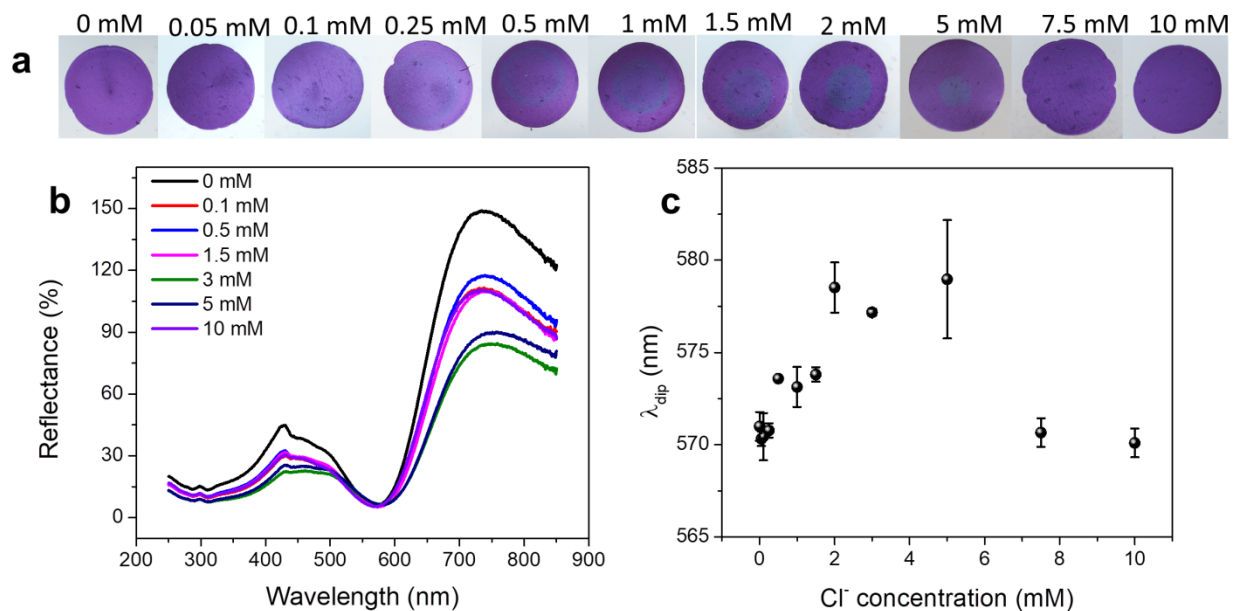 0 mM 0.05 mM 0.1 mM 0.25 mM 0.5 mM 1 mM 1.5 mM 2 mM 5 mM 7.5 mM 10 mM
a
b
0 mM
0.1 mM
0.5 mM
1.5 mM
3 mM
5 mM
10 mM
Reflectance (%)
150
120
90
60
30
0
200 300 400 500 600 700 800 900
Wavelength (nm)
c
λdip (nm)
585
580
575
570
565
0 2 4 6 8 10
Cl⁻ concentration (mM)